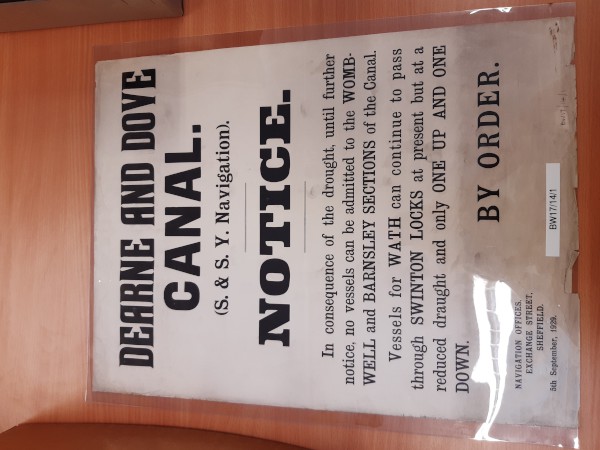 DEARNE AND DOVE
CANAL.
(S. & S. Y. Navigation).
NOTICE.
In consequence of the drought, until further
notice, no vessels can be admitted to the WOMB-
WELL and BARNSLEY SECTIONS of the Canal.
Vessels for WATH can continue to pass
through SWINTON LOCKS at present but at a
reduced draught and only ONE UP AND ONE
DOWN.
BY ORDER.
NAVIGATION OFFICES,
EXCHANGE STREET,
SHEFFIELD.
5th September, 1929.
BW17/14/1